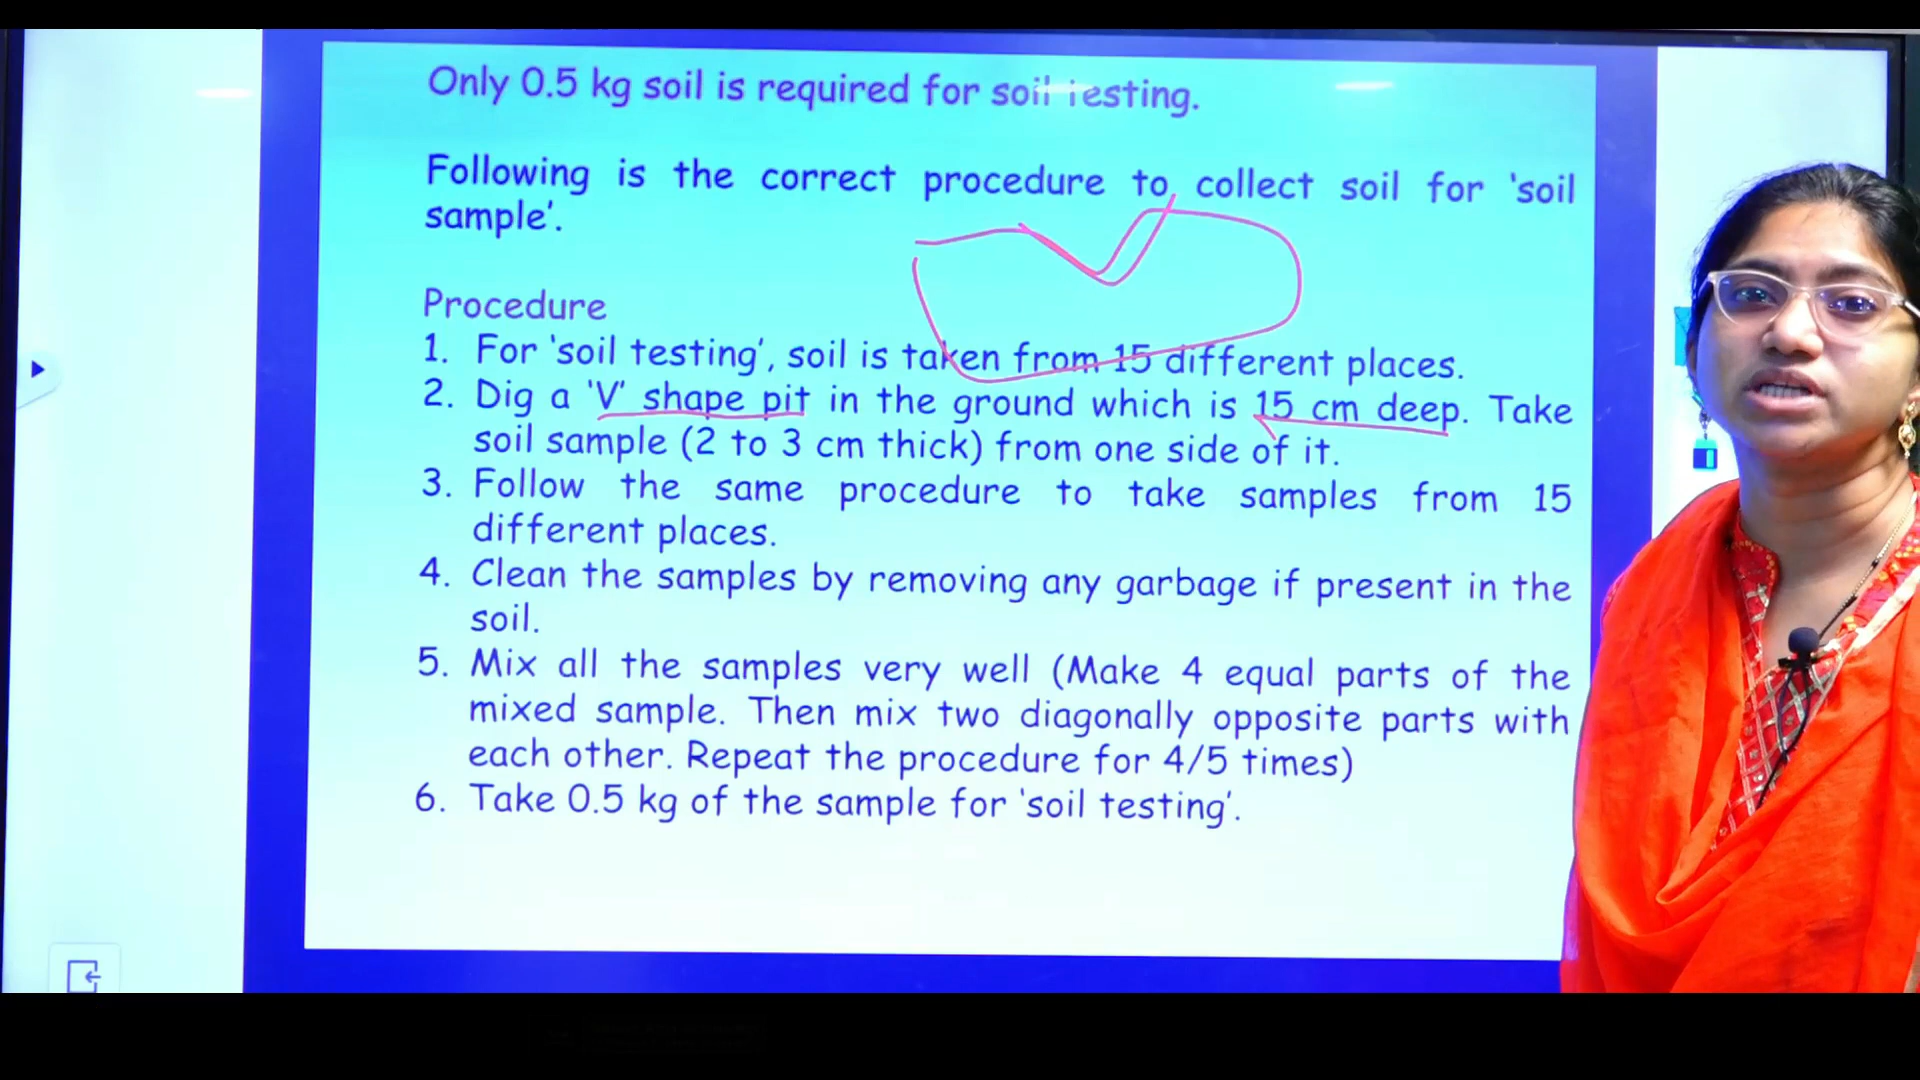 Only 0.5 kg soil is required for soil testing.
Following is the correct procedure to collect soil for 'soil
sample'.
Procedure
1. For 'soil testing', soil is taken from 15 different places.
2. Dig a 'V' shape pit in the ground which is 15 cm deep. Take
soil sample (2 to 3 cm thick) from one side of it.
3. Follow the same procedure to take samples from 15
different places.
4. Clean the samples by removing any garbage if present in the
soil.
5. Mix all the samples very well (Make 4 equal parts of the
mixed sample. Then mix two diagonally opposite parts with
each other. Repeat the procedure for 4/5 times)
6. Take 0.5 kg of the sample for 'soil testing'.